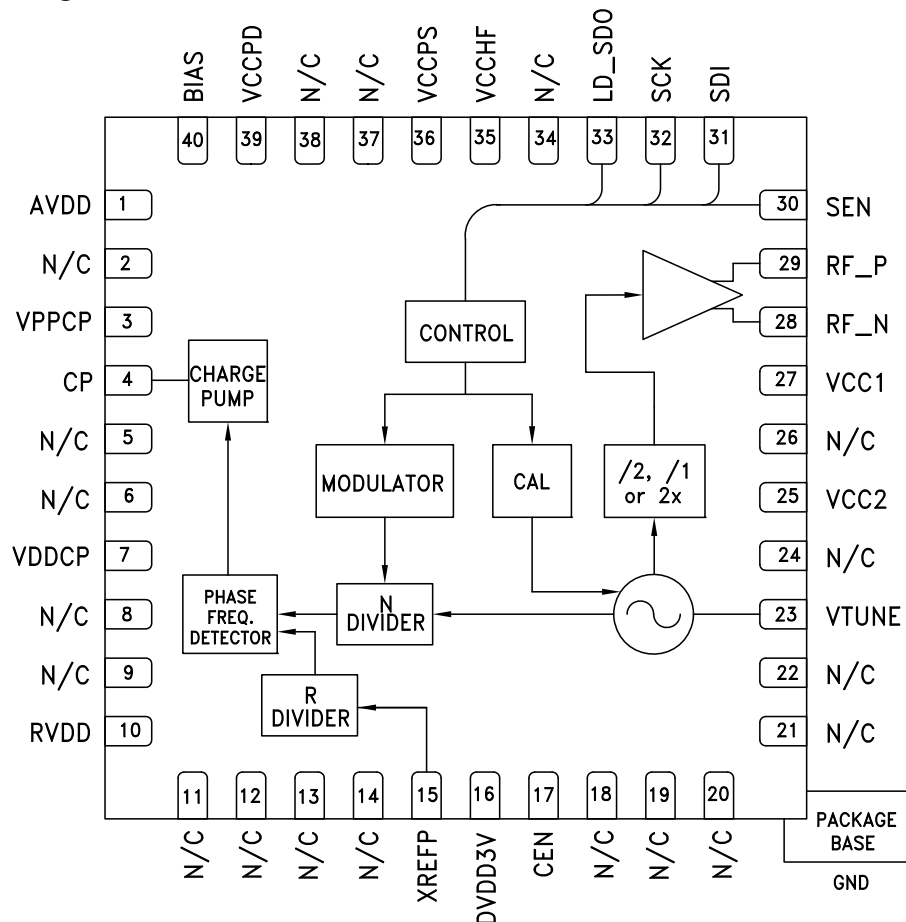 BIAS
VCCPD
N/C
N/C
VCCPS
VCCHF
N/C
LD_SDO
SCK
SDI
40
39
38
37
36
35
34
33
32
31
AVDD 1
N/C 2
VPPCP 3
CP 4
N/C 5
N/C 6
VDDCP 7
N/C 8
N/C 9
RVDD 10
30 SEN
29 RF_P
28 RF_N
27 VCC1
26 N/C
25 VCC2
24 N/C
23 VTUNE
22 N/C
21 N/C
CONTROL
CHARGE
PUMP
MODULATOR
CAL
/2, /1
or 2x
PHASE
FREQ.
DETECTOR
N
DIVIDER
R
DIVIDER
11
12
13
14
15
16
17
18
19
20
N/C
N/C
N/C
N/C
XREFP
DVDD3V
CEN
N/C
N/C
N/C
PACKAGE
BASE
GND